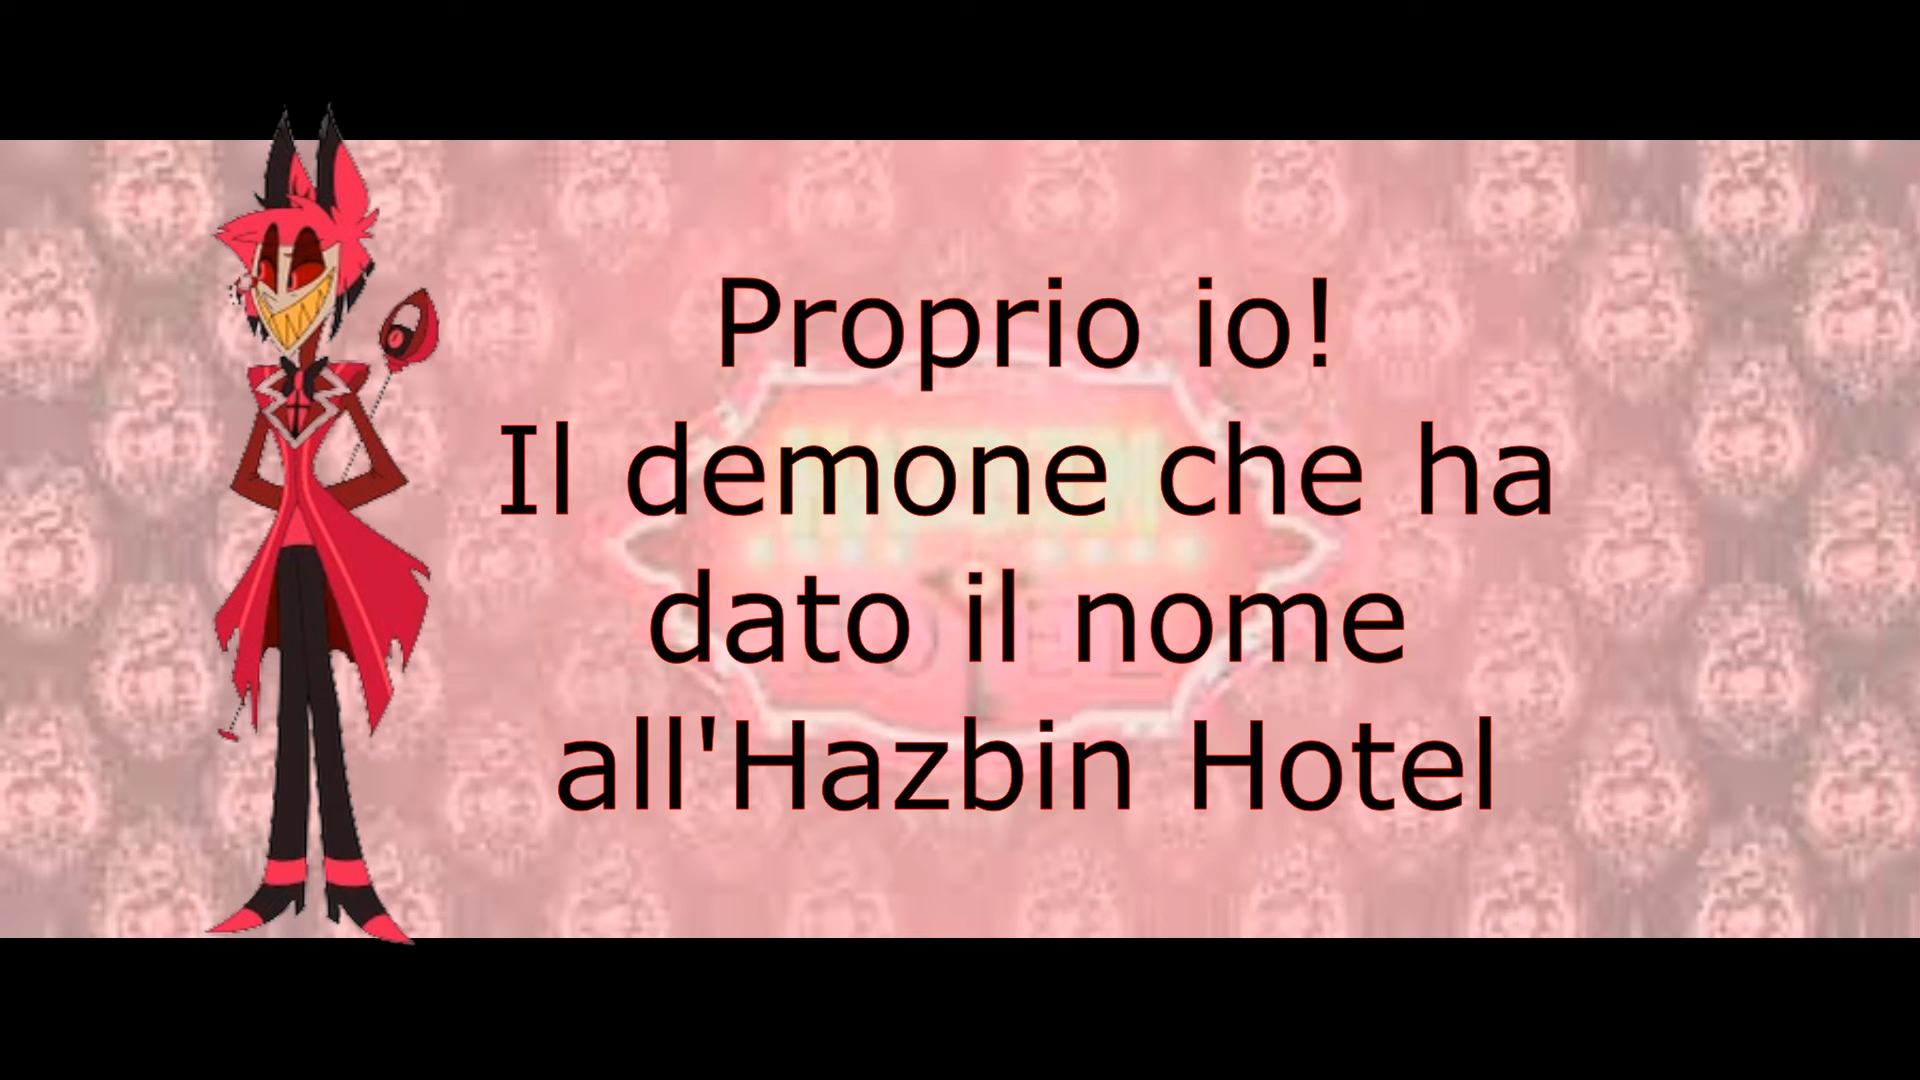 Proprio io!
Il demone che ha
dato il nome
all'Hazbin Hotel